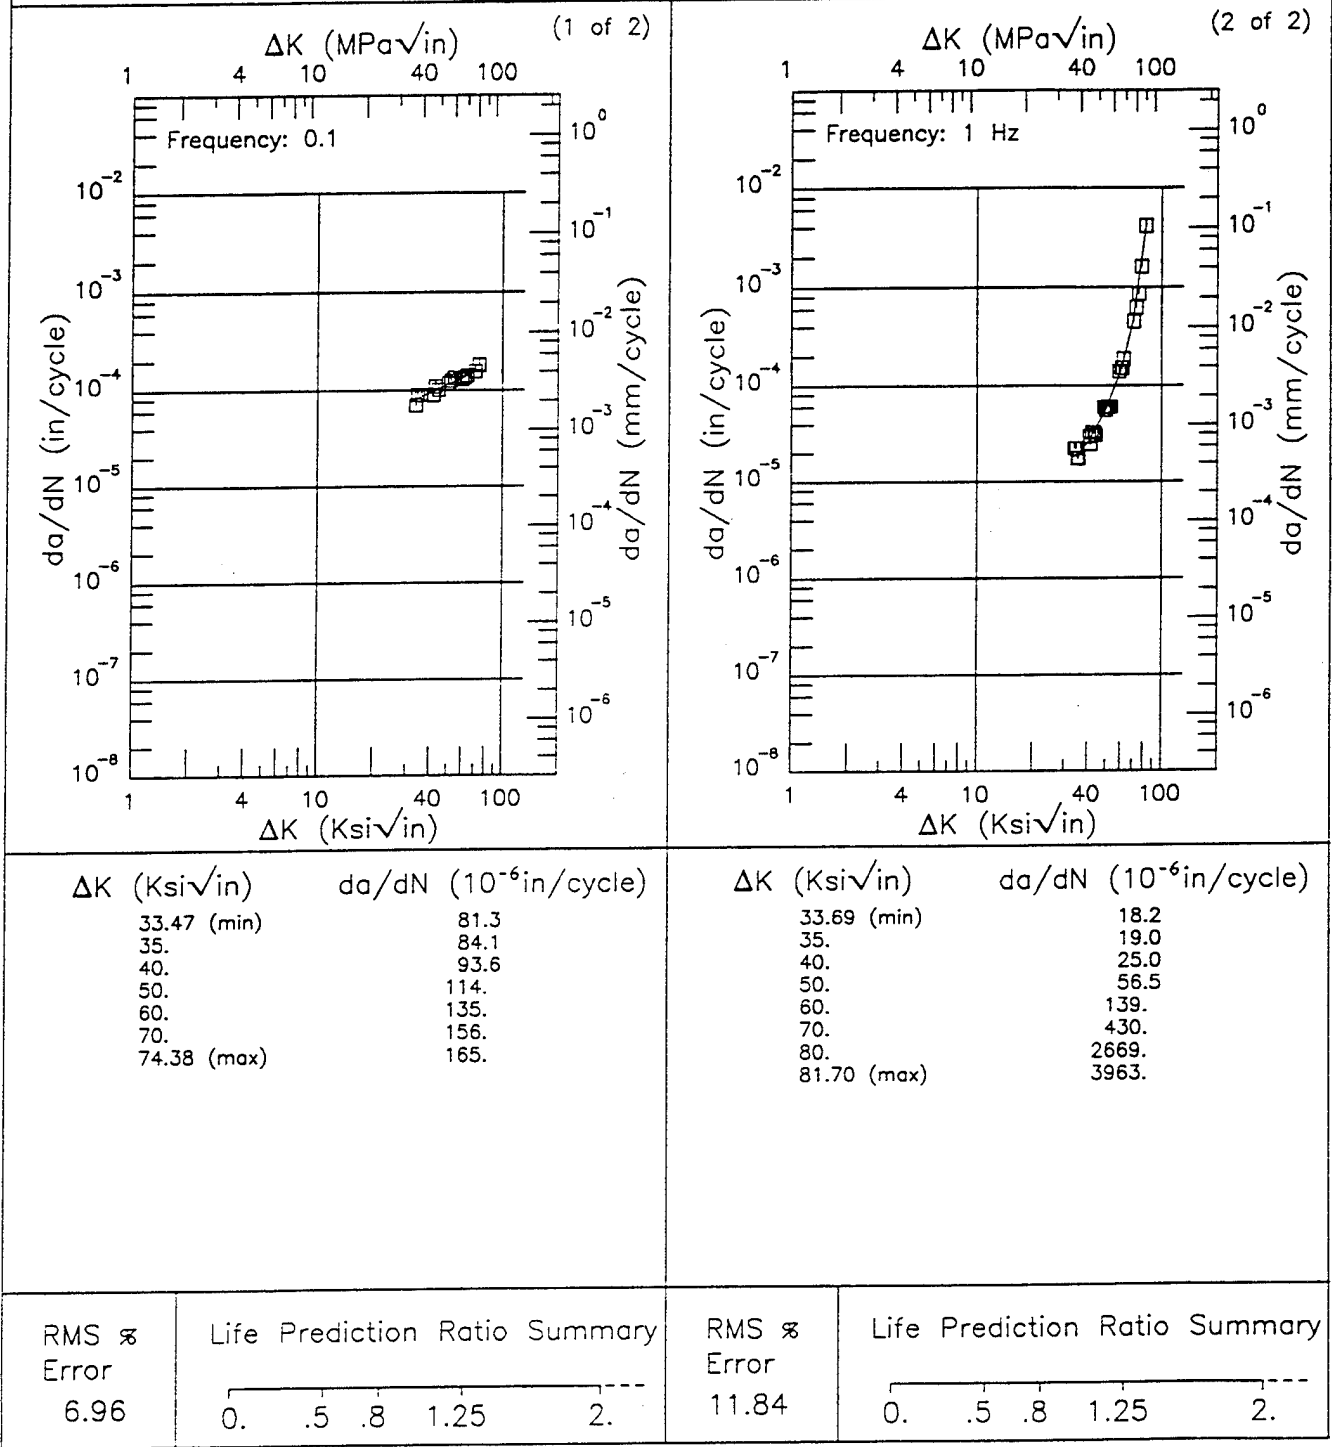 (1 of 2)
ΔK (MPa√in)
1 4 10 40 100
Frequency: 0.1
10⁻²
10⁻³
10⁻⁴
10⁻⁵
10⁻⁶
10⁻⁷
10⁻⁸
da/dN (in/cycle)
10⁰
10⁻¹
10⁻²
10⁻³
10⁻⁴
10⁻⁵
10⁻⁶
da/dN (mm/cycle)
1 4 10 40 100
ΔK (Ksi√in)
(2 of 2)
ΔK (MPa√in)
1 4 10 40 100
Frequency: 1 Hz
10⁻²
10⁻³
10⁻⁴
10⁻⁵
10⁻⁶
10⁻⁷
10⁻⁸
da/dN (in/cycle)
10⁰
10⁻¹
10⁻²
10⁻³
10⁻⁴
10⁻⁵
10⁻⁶
da/dN (mm/cycle)
1 4 10 40 100
ΔK (Ksi√in)
ΔK (Ksi√in) da/dN (10⁻⁶in/cycle)
33.47 (min) 81.3
35. 84.1
40. 93.6
50. 114.
60. 135.
70. 156.
74.38 (max) 165.
ΔK (Ksi√in) da/dN (10⁻⁶in/cycle)
33.69 (min) 18.2
35. 19.0
40. 25.0
50. 56.5
60. 139.
70. 430.
80. 2669.
81.70 (max) 3963.
RMS %
Error
6.96
Life Prediction Ratio Summary
0. .5 .8 1.25 2.
RMS %
Error
11.84
Life Prediction Ratio Summary
0. .5 .8 1.25 2.